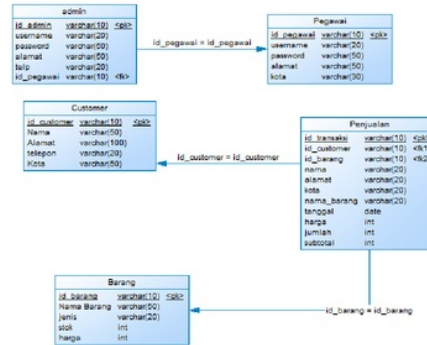 admin
id_admin varchar(10) <pk>
username varchar(20)
password varchar(50)
alamat varchar(50)
telp varchar(20)
id_pegawai varchar(10) <fk>
id_pegawai = id_pegawai
Pegawai
id_pegawai varchar(10) <pk>
username varchar(20)
password varchar(50)
alamat varchar(50)
kota varchar(30)
Customer
id_customer varchar(10) <pk>
Nama varchar(50)
Alamat varchar(100)
telepon varchar(20)
Kota varchar(50)
id_customer = id_customer
Penjualan
id_transaksi varchar(10) <pk>
id_customer varchar(10) <fk1
id_barang varchar(10) <fk2
nama varchar(20)
alamat varchar(20)
kota varchar(20)
nama_barang varchar(20)
tanggal date
harga int
jumlah int
subtotal int
Barang
id_barang varchar(10) <pk>
Nama Barang varchar(50)
jenis varchar(20)
stok int
harga int
id_barang = id_barang